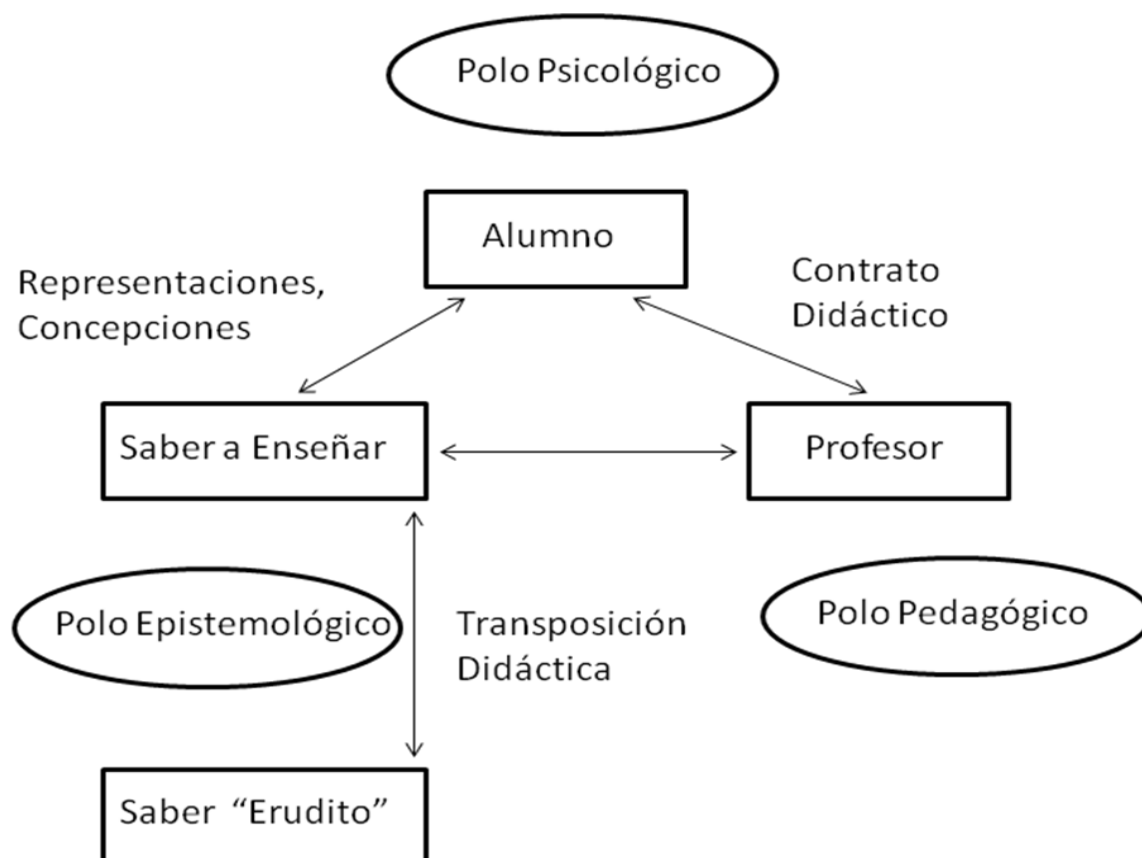 Polo Psicológico
Alumno
Representaciones,
Concepciones
Contrato
Didáctico
Saber a Enseñar
Profesor
Polo Epistemológico
Transposición
Didáctica
Polo Pedagógico
Saber “Erudito”